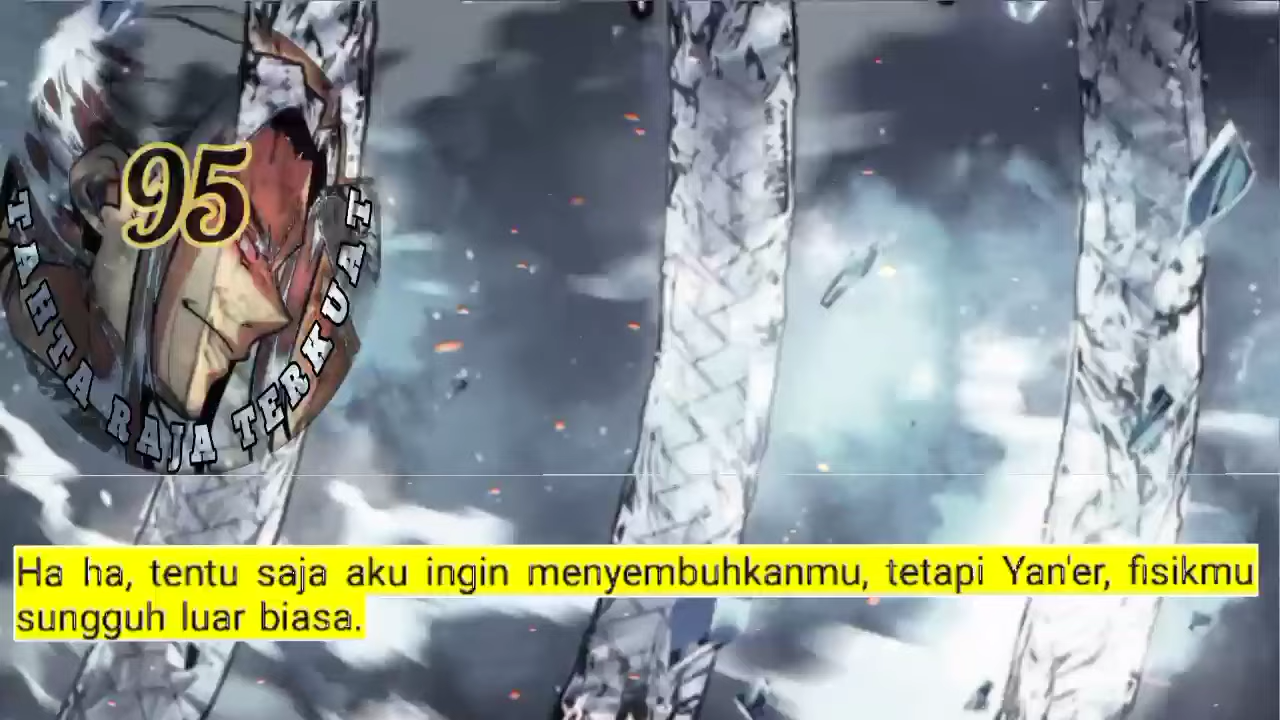 95
TAHTA RAJA TERKUAT
Ha ha, tentu saja aku ingin menyembuhkanmu, tetapi Yan'er, fisikmu
sungguh luar biasa.